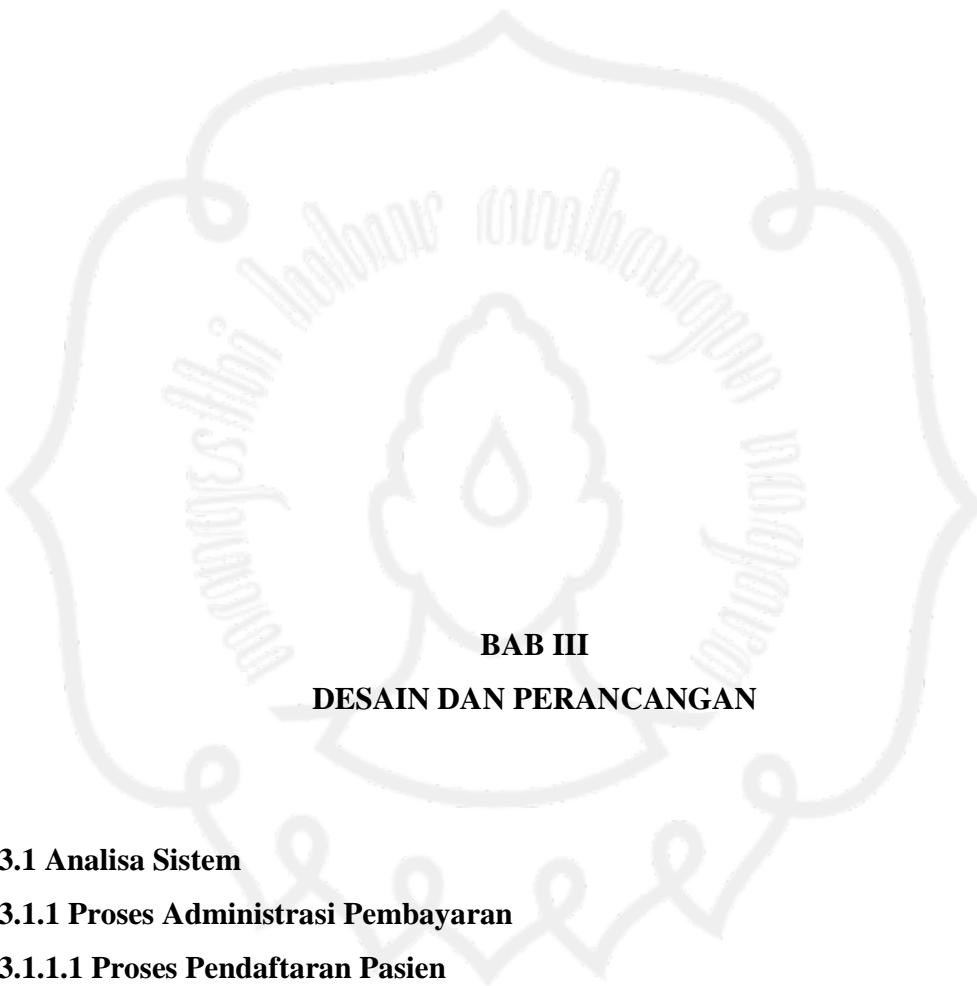 BAB III
DESAIN DAN PERANCANGAN
3.1 Analisa Sistem
3.1.1 Proses Administrasi Pembayaran
3.1.1.1 Proses Pendaftaran Pasien